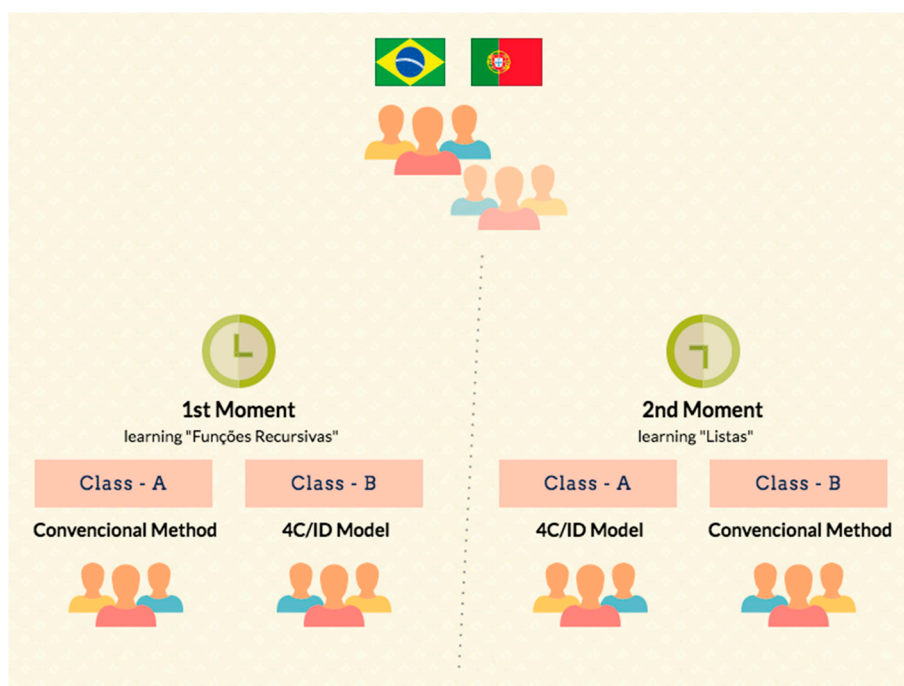 1st Moment
learning "Funções Recursivas"
Class - A
Class - B
Convencional Method
4C/ID Model
2nd Moment
learning "Listas"
Class - A
Class - B
4C/ID Model
Convencional Method